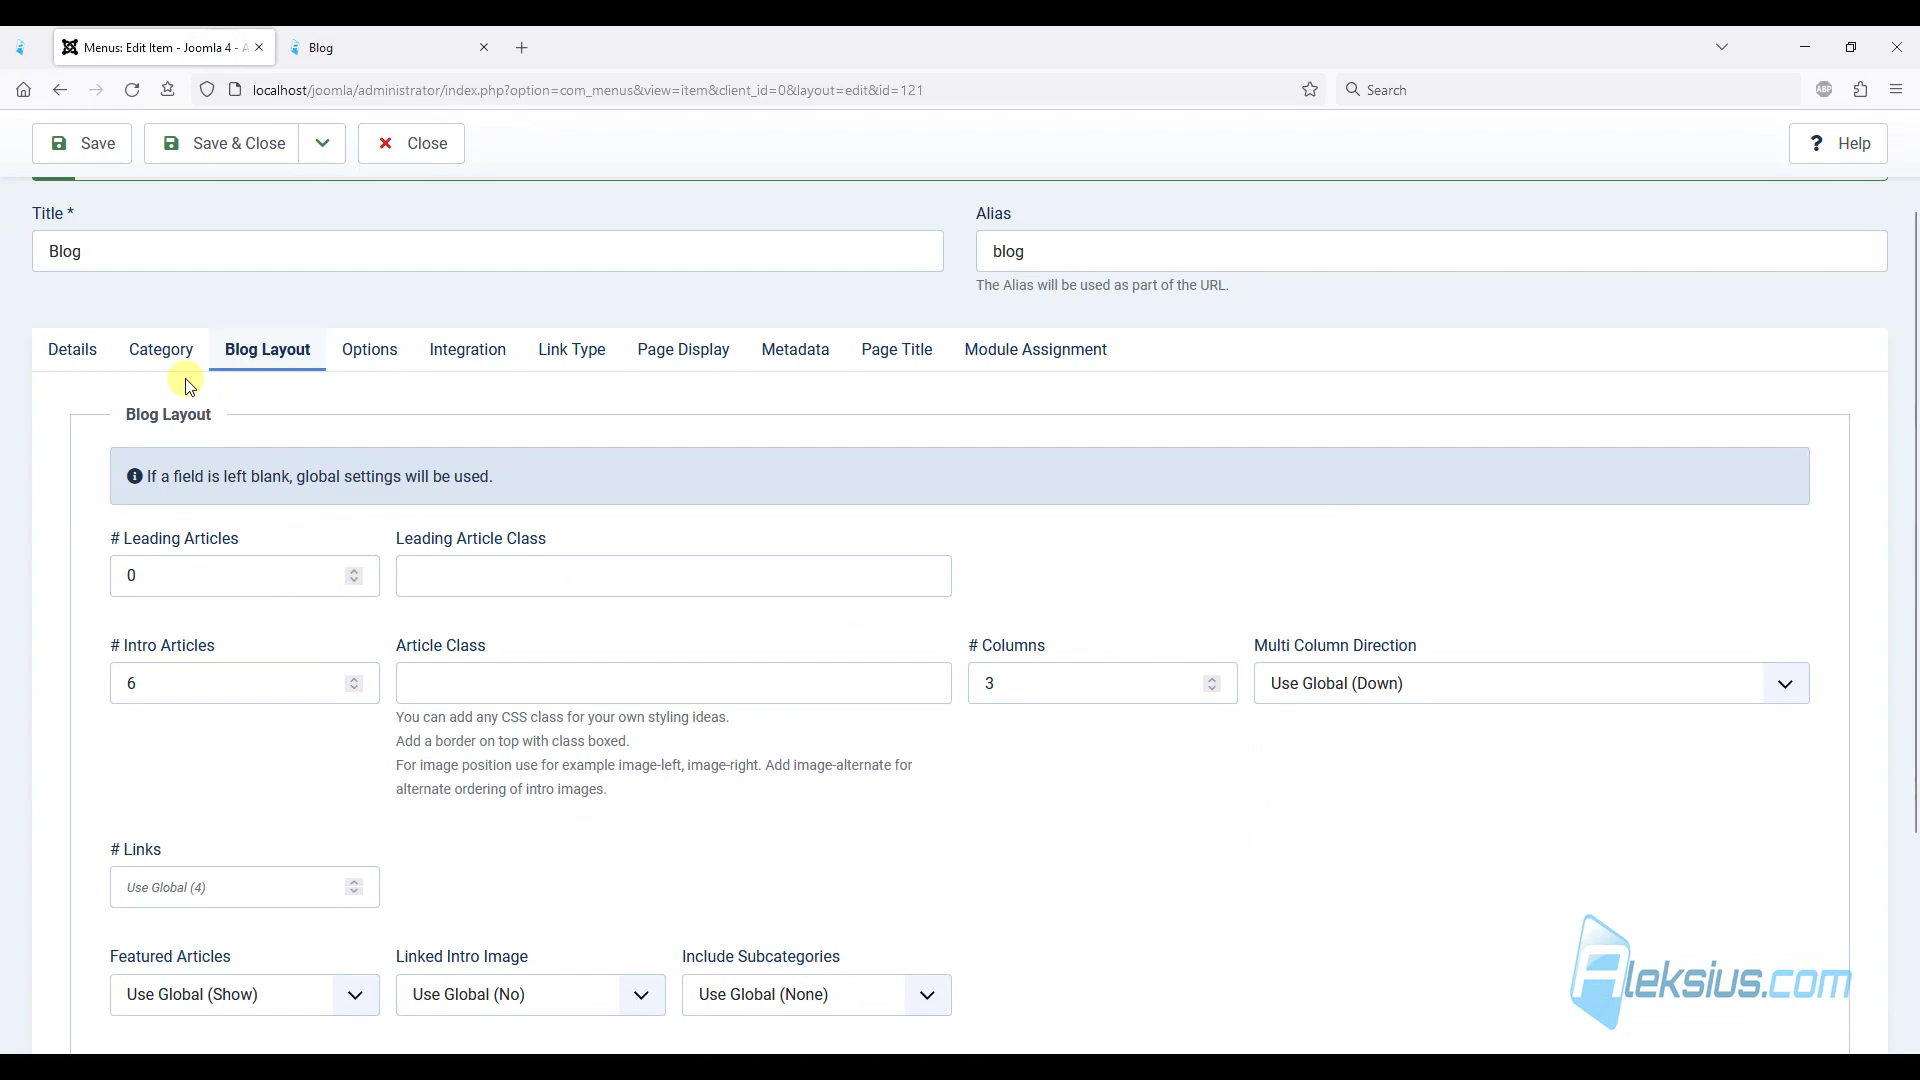 Menus: Edit Item - Joomla 4 - A
Blog
localhost/joomla/administrator/index.php?option=com_menus&view=item&client_id=0&layout=edit&id=121
Search
ABP
Save
Save & Close
Close
? Help
Title *
Alias
Blog
blog
The Alias will be used as part of the URL.
Details
Category
Blog Layout
Options
Integration
Link Type
Page Display
Metadata
Page Title
Module Assignment
Blog Layout
If a field is left blank, global settings will be used.
# Leading Articles
Leading Article Class
0
# Intro Articles
Article Class
# Columns
Multi Column Direction
6
3
Use Global (Down)
You can add any CSS class for your own styling ideas.
Add a border on top with class boxed.
For image position use for example image-left, image-right. Add image-alternate for
alternate ordering of intro images.
# Links
Use Global (4)
Featured Articles
Linked Intro Image
Include Subcategories
Use Global (Show)
Use Global (No)
Use Global (None)
Aleksius.com